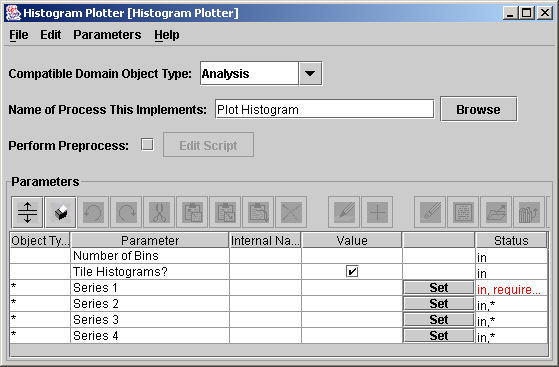 Histogram Plotter [Histogram Plotter]
File Edit Parameters Help
Compatible Domain Object Type: Analysis
Name of Process This Implements: Plot Histogram Browse
Perform Preprocess: Edit Script
Parameters
Object Ty... Parameter Internal Na... Value Status
Number of Bins in
Tile Histograms? in
* Series 1 Set in, require...
* Series 2 Set in,*
* Series 3 Set in,*
* Series 4 Set in,*